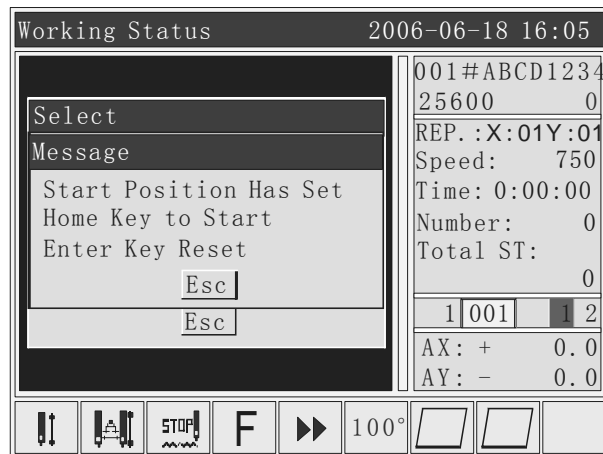 Working Status 2006-06-18 16:05
Select
Message
Start Position Has Set
Home Key to Start
Enter Key Reset
Esc
Esc
001#ABCD1234
25600 0
REP.:X:01Y:01
Speed: 750
Time: 0:00:00
Number: 0
Total ST:
0
1 001 1 2
AX: + 0.0
AY: - 0.0
STOP F 100°